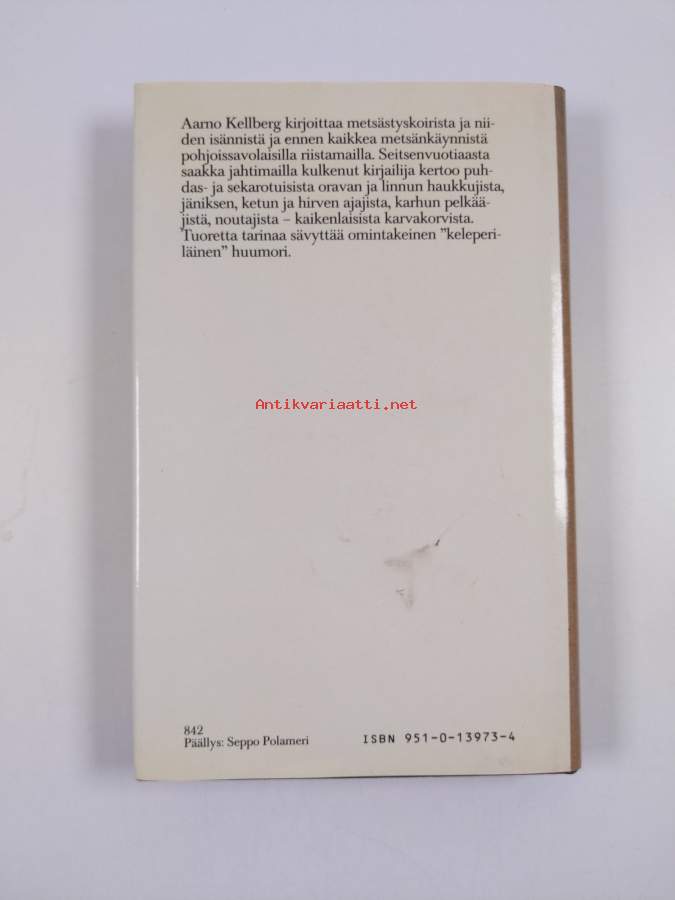 Aarno Kellberg kirjoittaa metsästyskoirista ja nii-
den isännistä ja ennen kaikkea metsänkäynnistä
pohjoissavolaisilla riistamailla. Seitsenvuotiaasta
saakka jahtimailla kulkenut kirjailija kertoo puh-
das- ja sekarotuisista oravan ja linnun haukkujista,
jäniksen, ketun ja hirven ajajista, karhun pelkää-
jistä, noutajista – kaikenlaisista karvakorvista.
Tuoretta tarinaa sävyttää omintakeinen ”keleperi-
läinen” huumori.
Antikvariaatti.net
842
Päällys: Seppo Polameri
ISBN 951-0-13973-4